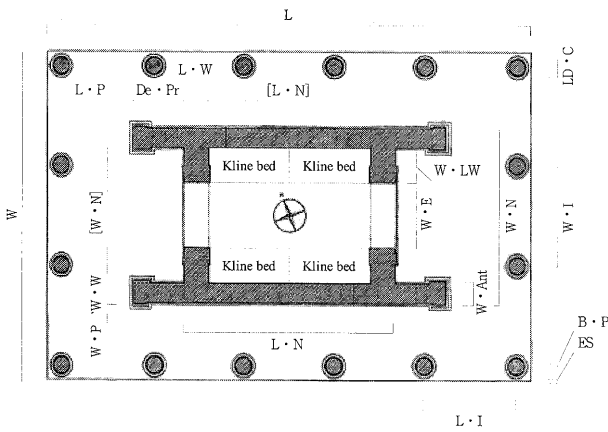 L
LD・C
L・W
L・P
De・Pr
[L・N]
Kline bed
Kline bed
W・LW
W
[W・N]
W・E
W・N
W・I
Kline bed
Kline bed
W・W
W・Ant
W・P
L・N
B・P
ES
L・I